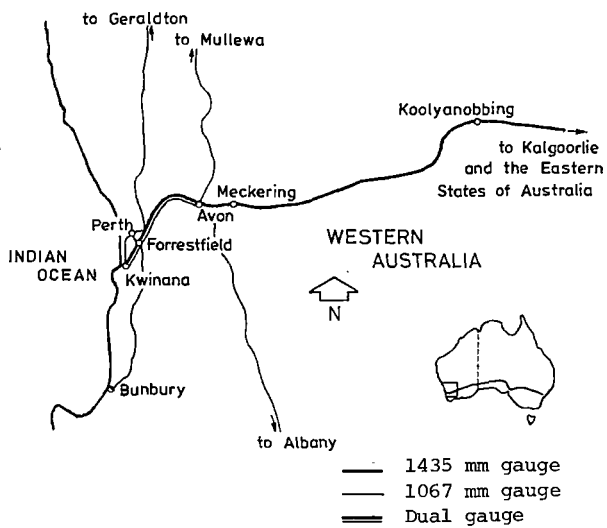 to Geraldton
to Mullewa
Koolyanobbing
to Kalgoorlie
and the Eastern
States of Australia
Meckering
Avon
Perth
Forrestfield
WESTERN
AUSTRALIA
INDIAN
OCEAN
Kwinana
N
Bunbury
to Albany
1435 mm gauge
1067 mm gauge
Dual gauge